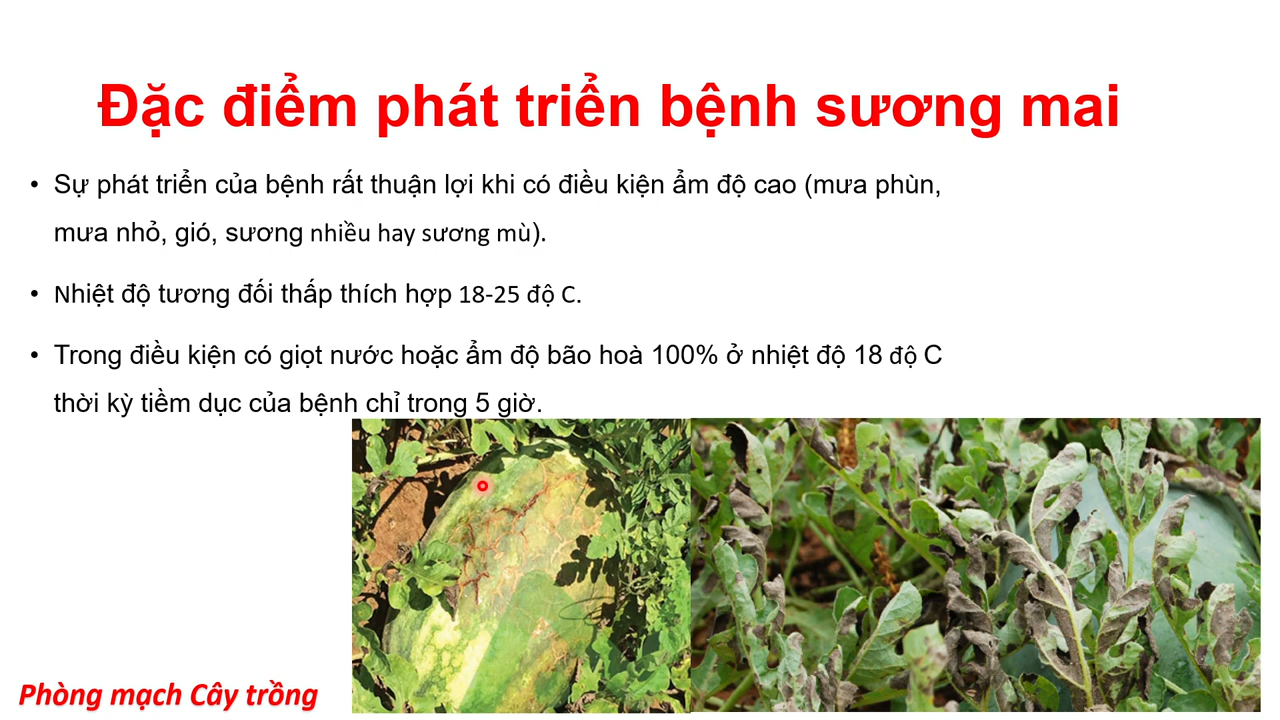 Đặc điểm phát triển bệnh sương mai
• Sự phát triển của bệnh rất thuận lợi khi có điều kiện ẩm độ cao (mưa phùn,
mưa nhỏ, gió, sương nhiều hay sương mù).
• Nhiệt độ tương đối thấp thích hợp 18-25 độ C.
• Trong điều kiện có giọt nước hoặc ẩm độ bão hoà 100% ở nhiệt độ 18 độ C
thời kỳ tiềm dục của bệnh chỉ trong 5 giờ.
Phòng mạch Cây trồng